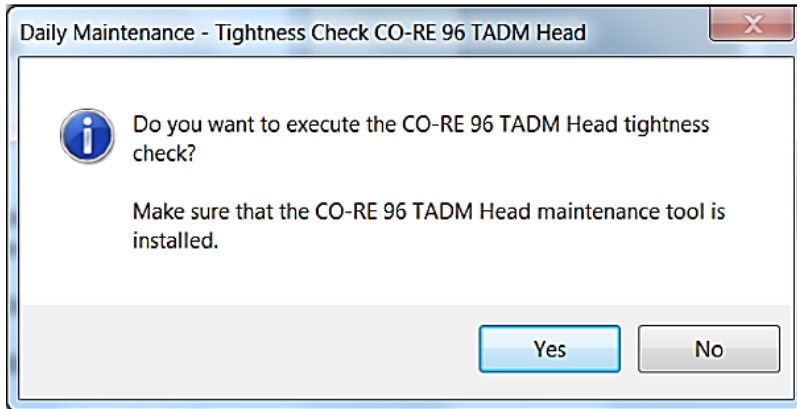 Daily Maintenance - Tightness Check CO-RE 96 TADM Head
Do you want to execute the CO-RE 96 TADM Head tightness
check?
Make sure that the CO-RE 96 TADM Head maintenance tool is
installed.
Yes
No